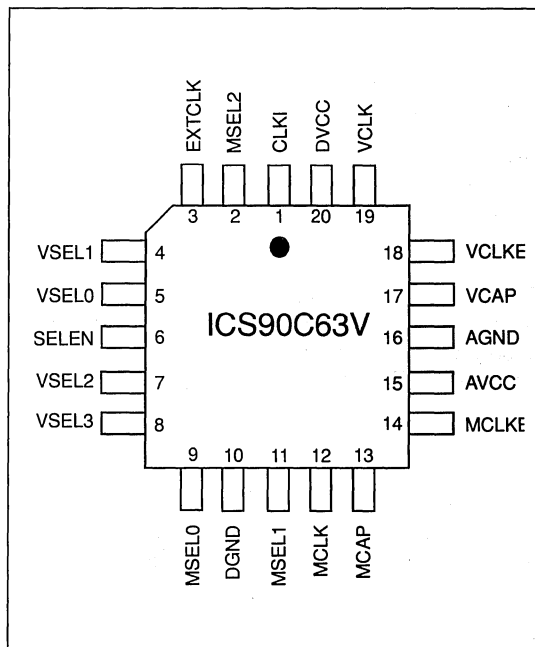 EXTCLK
MSEL2
CLKI
DVCC
VCLK
3 2 1 20 19
VSEL1 4
VSEL0 5
SELEN 6
VSEL2 7
VSEL3 8
ICS90C63V
18 VCLKE
17 VCAP
16 AGND
15 AVCC
14 MCLKE
9 10 11 12 13
MSEL0
DGND
MSEL1
MCLK
MCAP